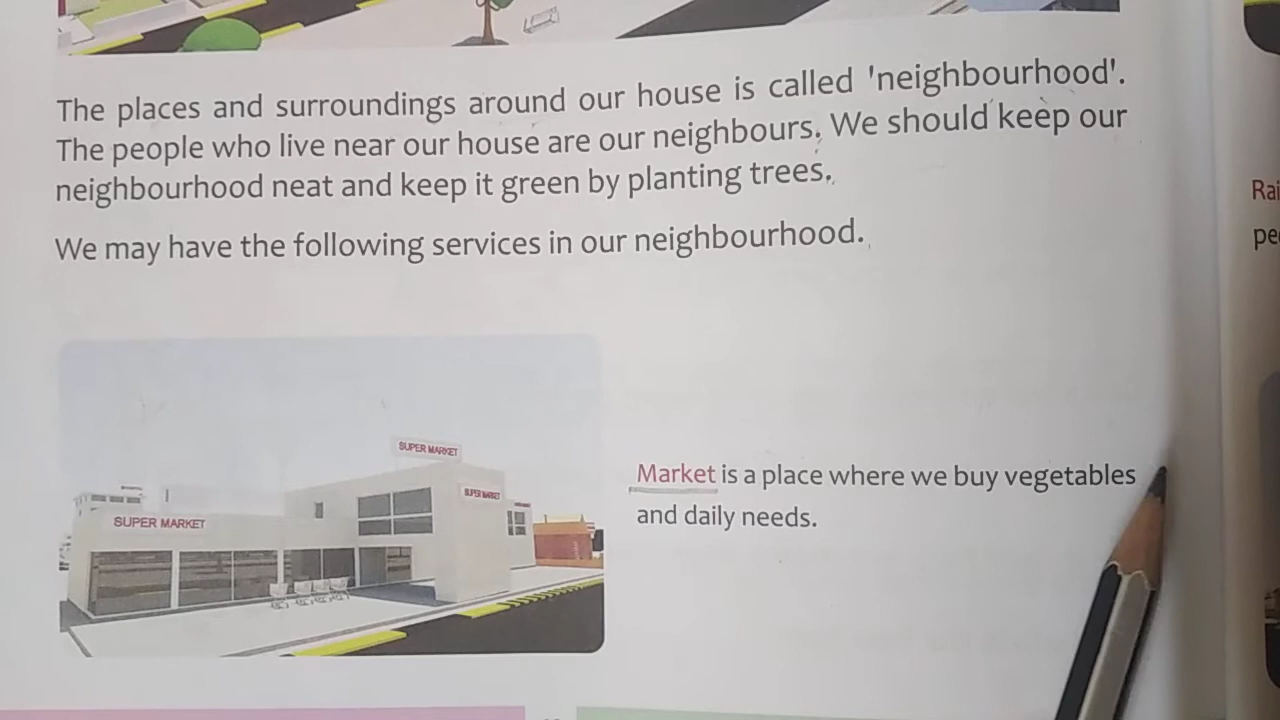 The places and surroundings around our house is called 'neighbourhood'.
The people who live near our house are our neighbours. We should keep our
neighbourhood neat and keep it green by planting trees.
We may have the following services in our neighbourhood.
SUPER MARKET
SUPER MARKET
SUPER MARKET
Market is a place where we buy vegetables
and daily needs.